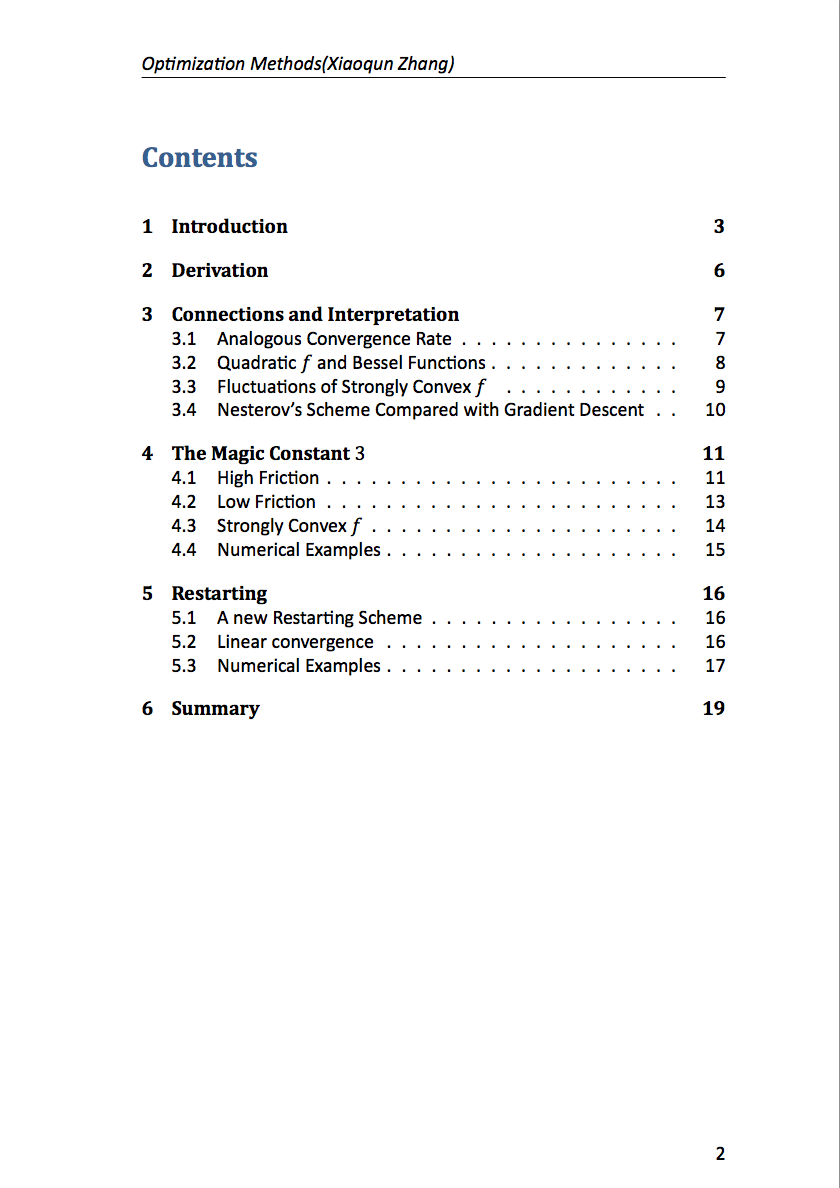 Optimization Methods(Xiaoqun Zhang)
Contents
1 Introduction 3
2 Derivation 6
3 Connections and Interpretation 7
3.1 Analogous Convergence Rate . . . . . . . . . . . . . . . 7
3.2 Quadratic f and Bessel Functions . . . . . . . . . . . . . 8
3.3 Fluctuations of Strongly Convex f . . . . . . . . . . . . 9
3.4 Nesterov’s Scheme Compared with Gradient Descent . . 10
4 The Magic Constant 3 11
4.1 High Friction . . . . . . . . . . . . . . . . . . . . . . . . 11
4.2 Low Friction . . . . . . . . . . . . . . . . . . . . . . . . 13
4.3 Strongly Convex f . . . . . . . . . . . . . . . . . . . . . 14
4.4 Numerical Examples . . . . . . . . . . . . . . . . . . . . 15
5 Restarting 16
5.1 A new Restarting Scheme . . . . . . . . . . . . . . . . . 16
5.2 Linear convergence . . . . . . . . . . . . . . . . . . . . 16
5.3 Numerical Examples . . . . . . . . . . . . . . . . . . . . 17
6 Summary 19
2